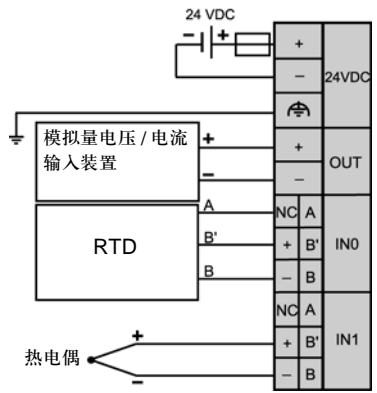 24 VDC
− + +
− 24VDC
模拟量电压/电流 + +
输入装置 − − OUT
A NC A
RTD B' + B' IN0
B − B
NC A
+ + B' IN1
热电偶
− − B